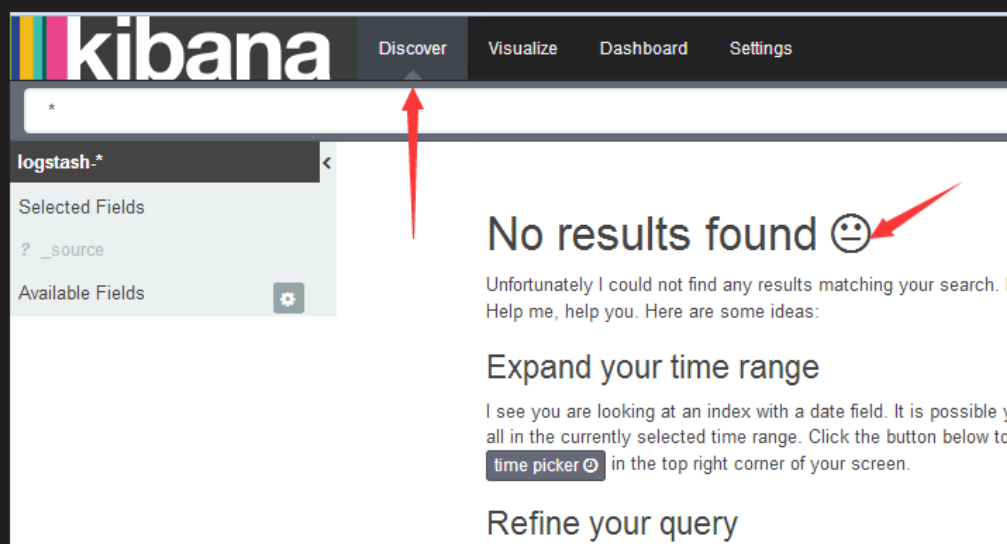 kibana Discover Visualize Dashboard Settings
*
logstash-*
Selected Fields
? _source
Available Fields
No results found
Unfortunately I could not find any results matching your search.
Help me, help you. Here are some ideas:
Expand your time range
I see you are looking at an index with a date field. It is possible
all in the currently selected time range. Click the button below to
time picker in the top right corner of your screen.
Refine your query